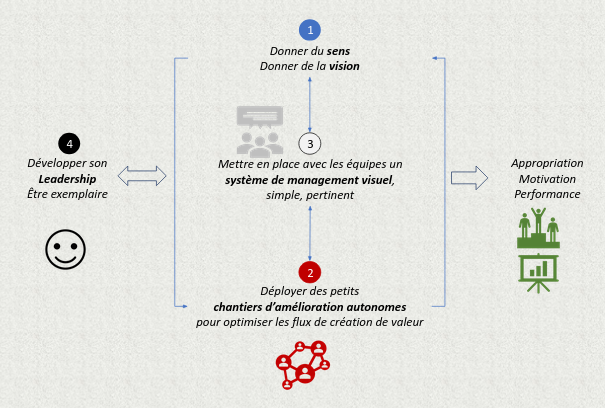 1
Donner du sens
Donner de la vision
4
Développer son
Leadership
Être exemplaire
3
Mettre en place avec les équipes un
système de management visuel,
simple, pertinent
Appropriation
Motivation
Performance
2
Déployer des petits
chantiers d'amélioration autonomes
pour optimiser les flux de création de valeur